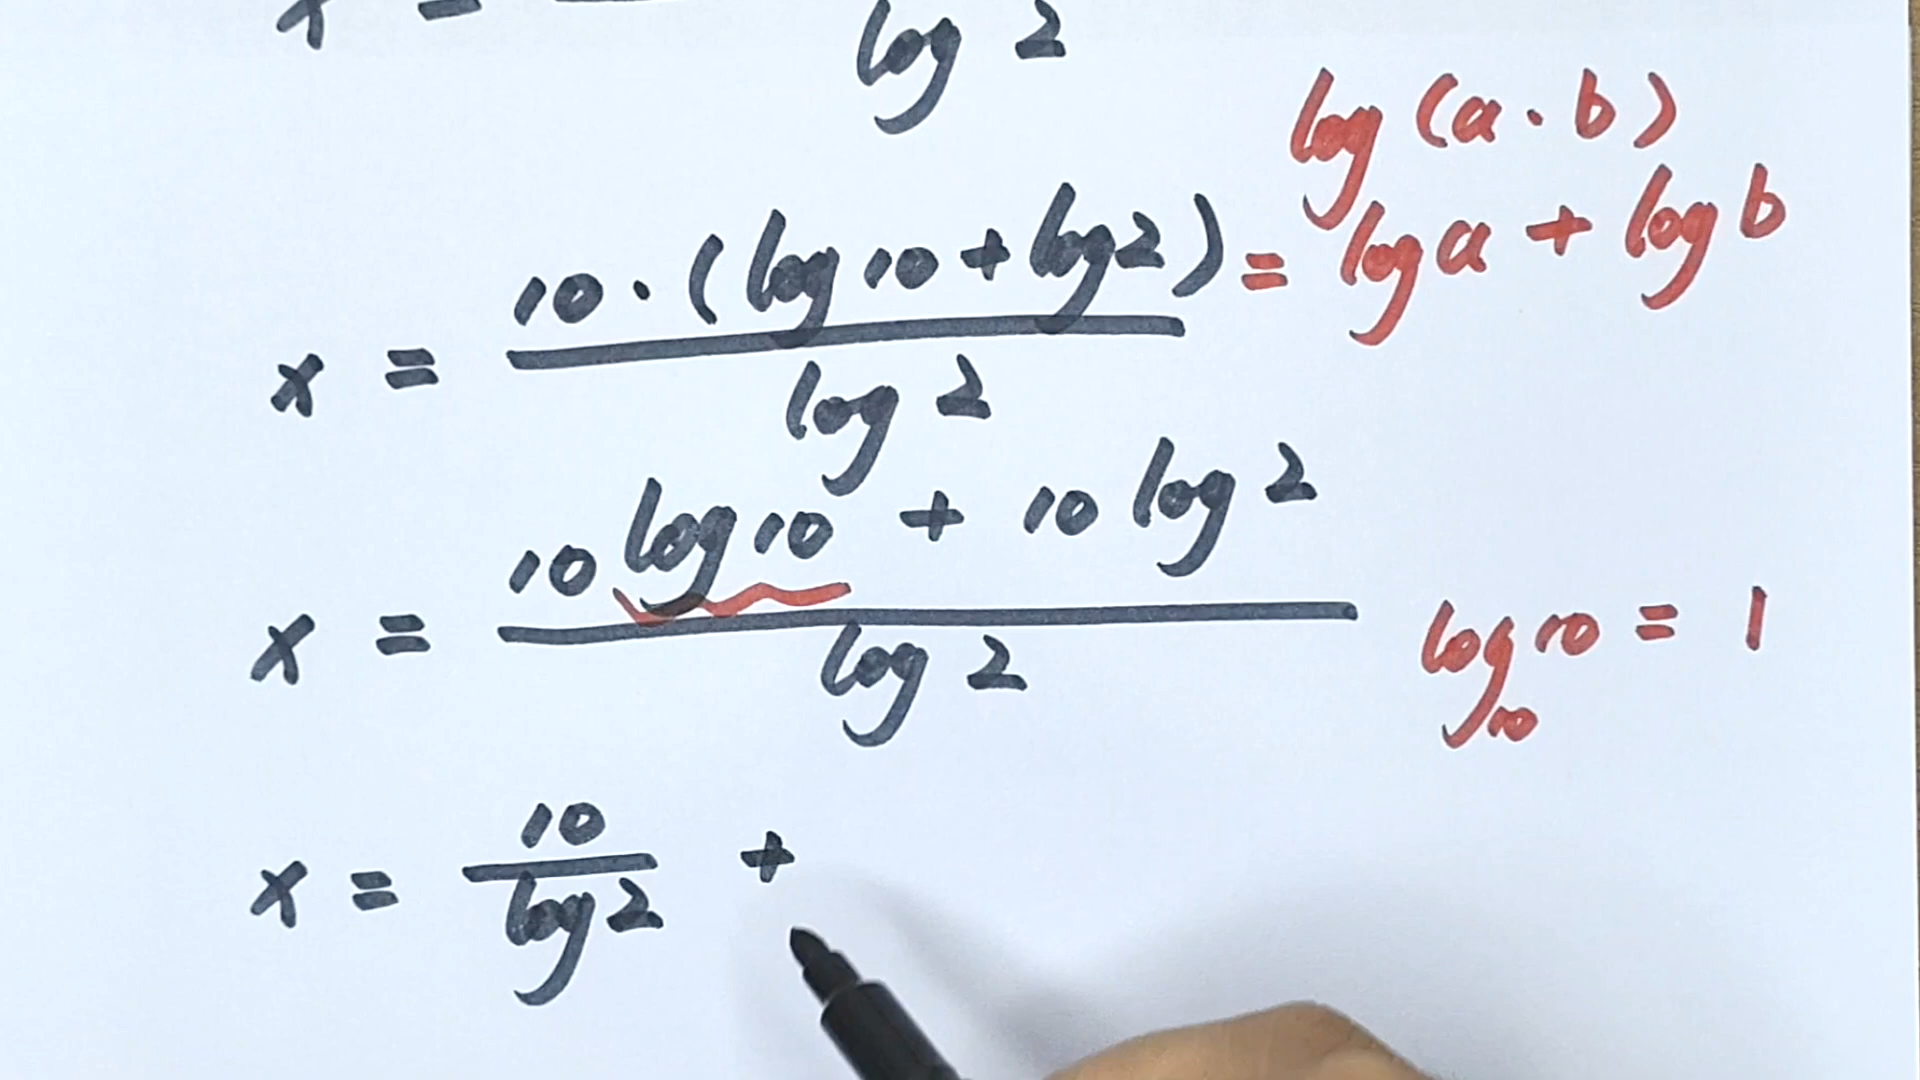 x = 
log 2
log (a · b)
x = 10 · (log 10 + log 2) / log 2
= log a + log b
x = 10 log 10 + 10 log 2 / log 2
log₁₀ 10 = 1
x = 10 / log 2 +